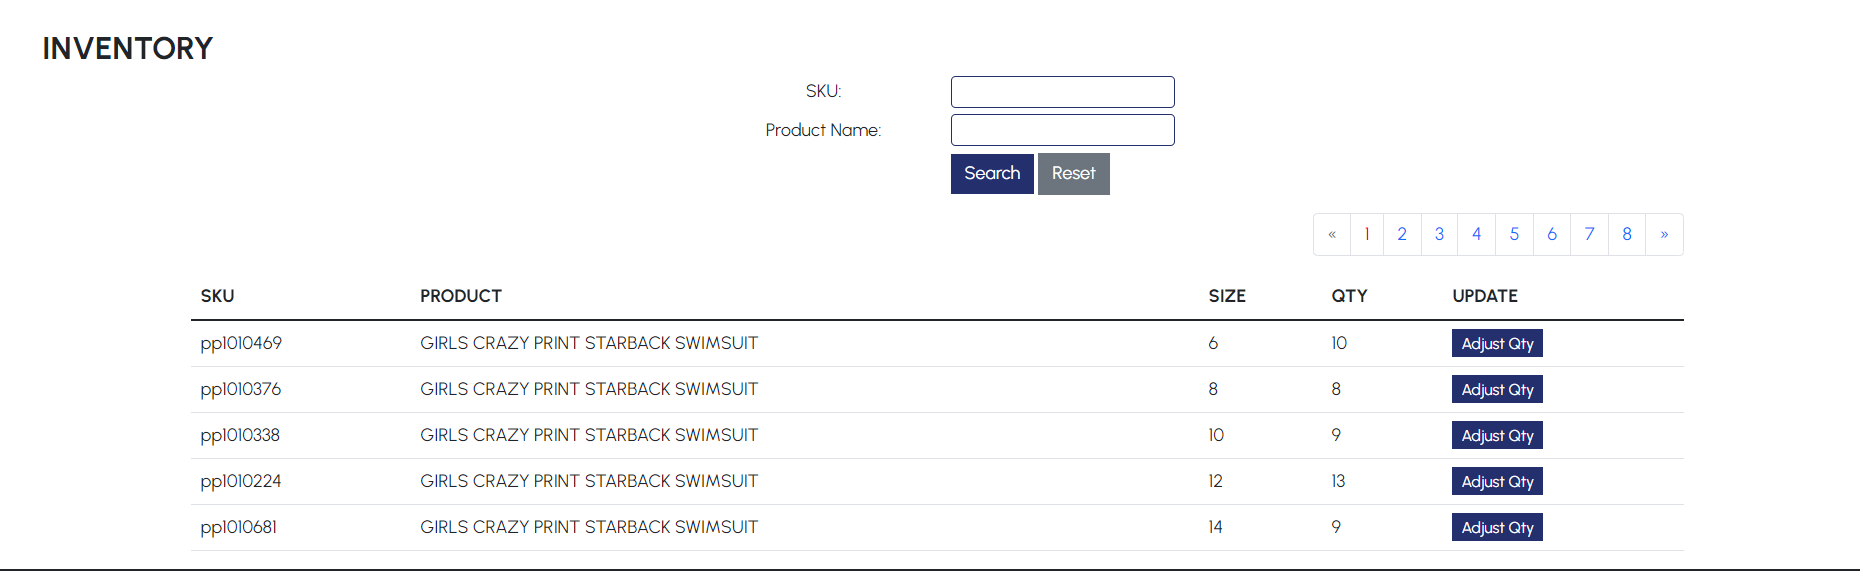 INVENTORY
SKU:
Product Name:
Search Reset
« 1 2 3 4 5 6 7 8 »
SKU PRODUCT SIZE QTY UPDATE
pp1010469 GIRLS CRAZY PRINT STARBACK SWIMSUIT 6 10 Adjust Qty
pp1010376 GIRLS CRAZY PRINT STARBACK SWIMSUIT 8 8 Adjust Qty
pp1010338 GIRLS CRAZY PRINT STARBACK SWIMSUIT 10 9 Adjust Qty
pp1010224 GIRLS CRAZY PRINT STARBACK SWIMSUIT 12 13 Adjust Qty
pp1010681 GIRLS CRAZY PRINT STARBACK SWIMSUIT 14 9 Adjust Qty